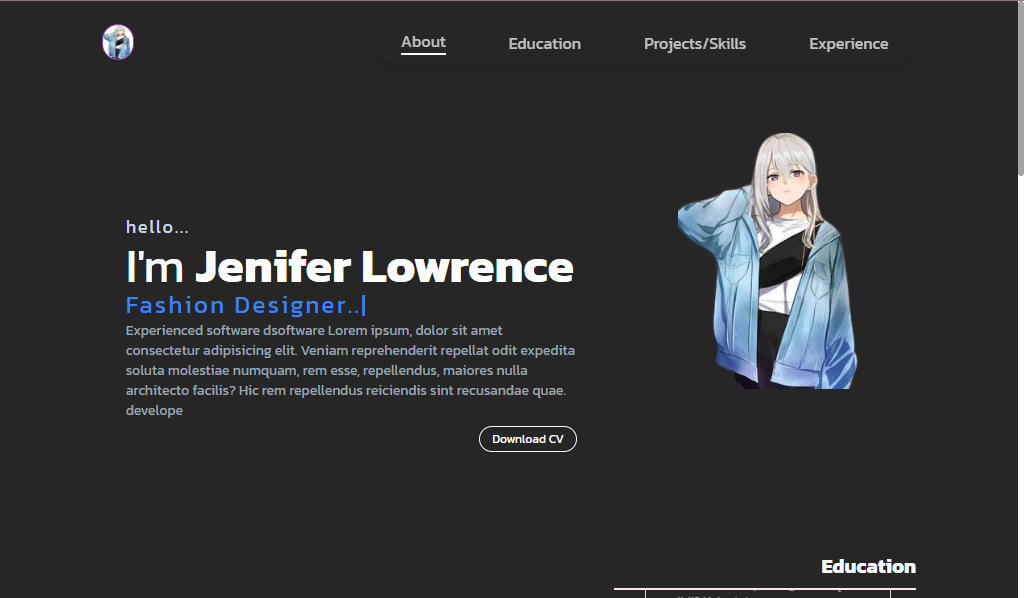 About
Education
Projects/Skills
Experience
hello...
I'm Jenifer Lowrence
Fashion Designer..|
Experienced software dsoftware Lorem ipsum, dolor sit amet
consectetur adipisicing elit. Veniam reprehenderit repellat odit expedita
soluta molestiae numquam, rem esse, repellendus, maiores nulla
architecto facilis? Hic rem repellendus reiciendis sint recusandae quae.
develope
Download CV
Education